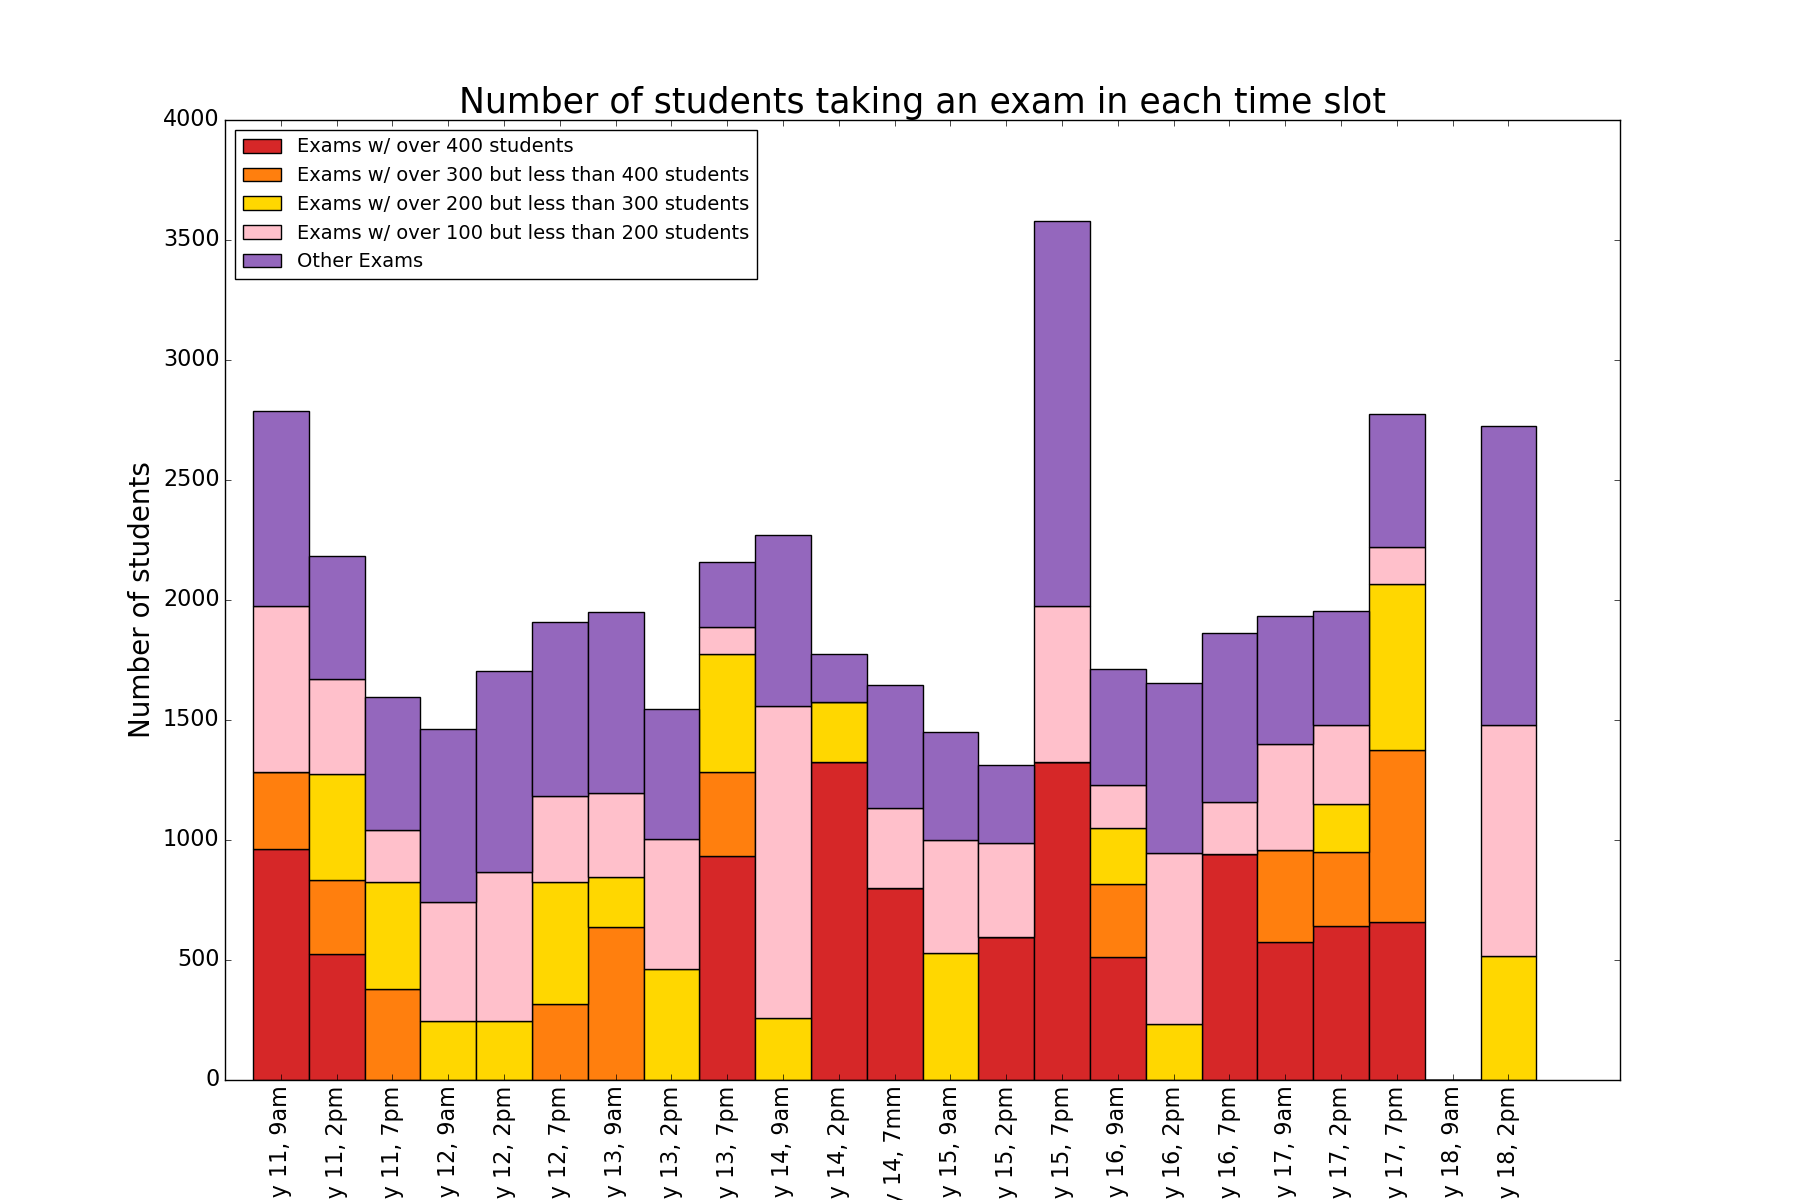 Number of students taking an exam in each time slot
Exams w/ over 400 students
Exams w/ over 300 but less than 400 students
Exams w/ over 200 but less than 300 students
Exams w/ over 100 but less than 200 students
Other Exams
4000
3500
3000
2500
2000
1500
1000
500
0
Number of students
y 11, 9am
y 11, 2pm
y 11, 7pm
y 12, 9am
y 12, 2pm
y 12, 7pm
y 13, 9am
y 13, 2pm
y 13, 7pm
y 14, 9am
y 14, 2pm
y 14, 7mm
y 15, 9am
y 15, 2pm
y 15, 7pm
y 16, 9am
y 16, 2pm
y 16, 7pm
y 17, 9am
y 17, 2pm
y 17, 7pm
y 18, 9am
y 18, 2pm